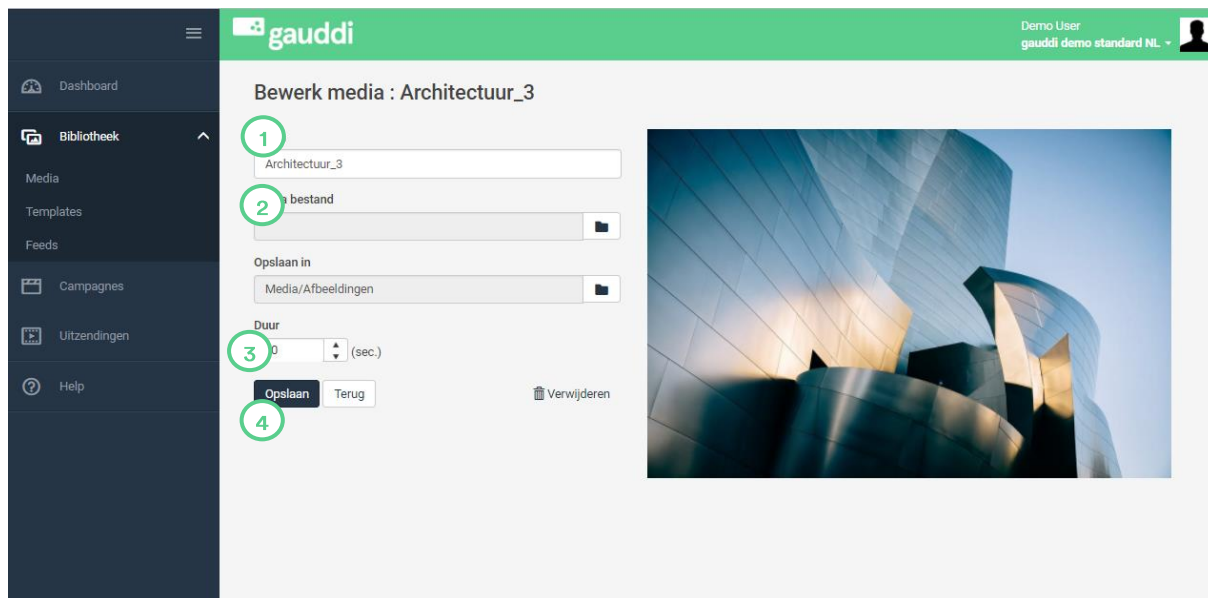 gauddi
Demo User
gauddi demo standard NL
Dashboard
Bibliotheek
Media
Templates
Feeds
Campagnes
Uitzendingen
Help
Bewerk media : Architectuur_3
1
Architectuur_3
2 bestand
Opslaan in
Media/Afbeeldingen
Duur
3 0 (sec.)
Opslaan Terug Verwijderen
4